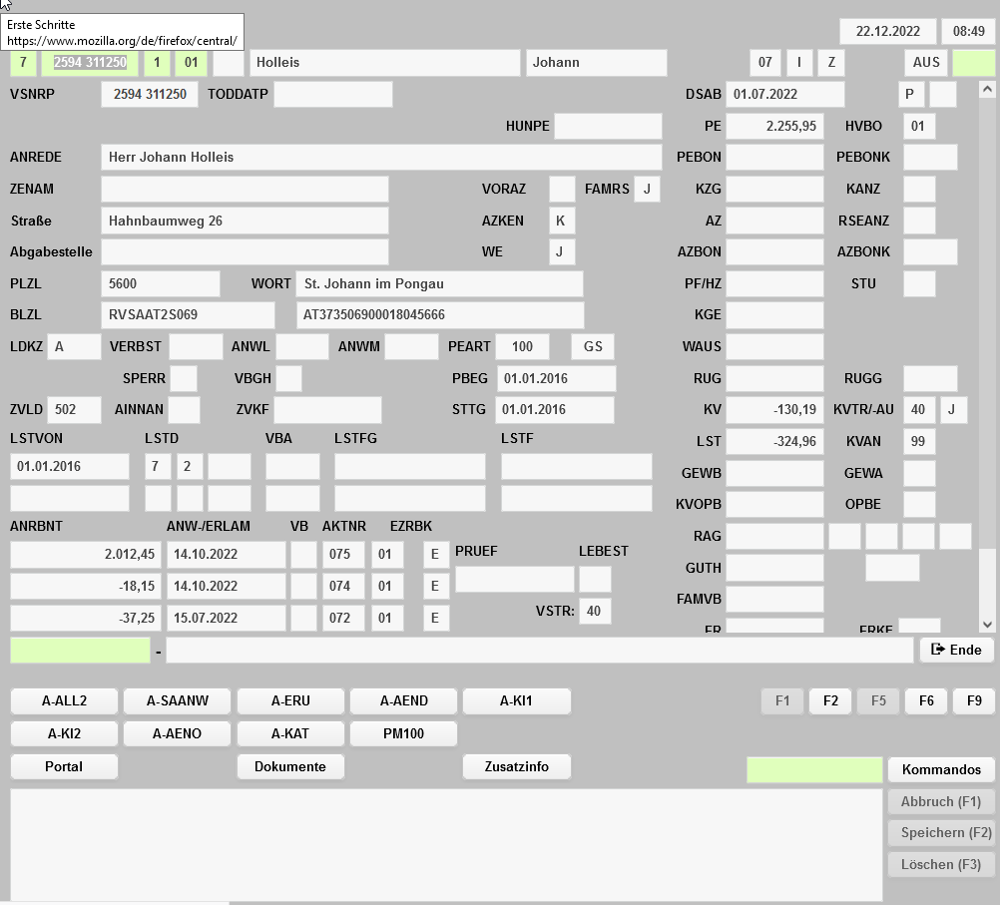 Erste Schritte
https://www.mozilla.org/de/firefox/central/
22.12.2022 08:49
7 2594 311250 1 01 Holleis Johann 07 I Z AUS
VSNRP 2594 311250 TODDATP DSAB 01.07.2022 P
HUNPE PE 2.255,95 HVBO 01
ANREDE Herr Johann Holleis PEBON PEBONK
ZENAM VORAZ FAMRS J KZG KANZ
Straße Hahnbaumweg 26 AZKEN K AZ RSEANZ
Abgabestelle WE J AZBON AZBONK
PLZL 5600 WORT St. Johann im Pongau PF/HZ STU
BLZL RVSAAT2S069 AT373506900018045666 KGE
LDKZ A VERBST ANWL ANWM PEART 100 GS WAUS
SPERR VBGH PBEG 01.01.2016 RUG RUGG
ZVLD 502 AINNAN ZVKF STTG 01.01.2016 KV -130,19 KVTR/-AU 40 J
LSTVON LSTD VBA LSTFG LSTF LST -324,96 KVAN 99
01.01.2016 7 2 GEWB GEWA
KVOPB OPBE
ANRBNT ANW-/ERLAM VB AKTNR EZRBK RAG
2.012,45 14.10.2022 075 01 E PRUEF LEBEST GUTH
-18,15 14.10.2022 074 01 E FAMVB
-37,25 15.07.2022 072 01 E VSTR: 40
- Ende
A-ALL2 A-SAANW A-ERU A-AEND A-KI1 F1 F2 F5 F6 F9
A-KI2 A-AENO A-KAT PM100
Portal Dokumente Zusatzinfo Kommandos
Abbruch (F1)
Speichern (F2)
Löschen (F3)